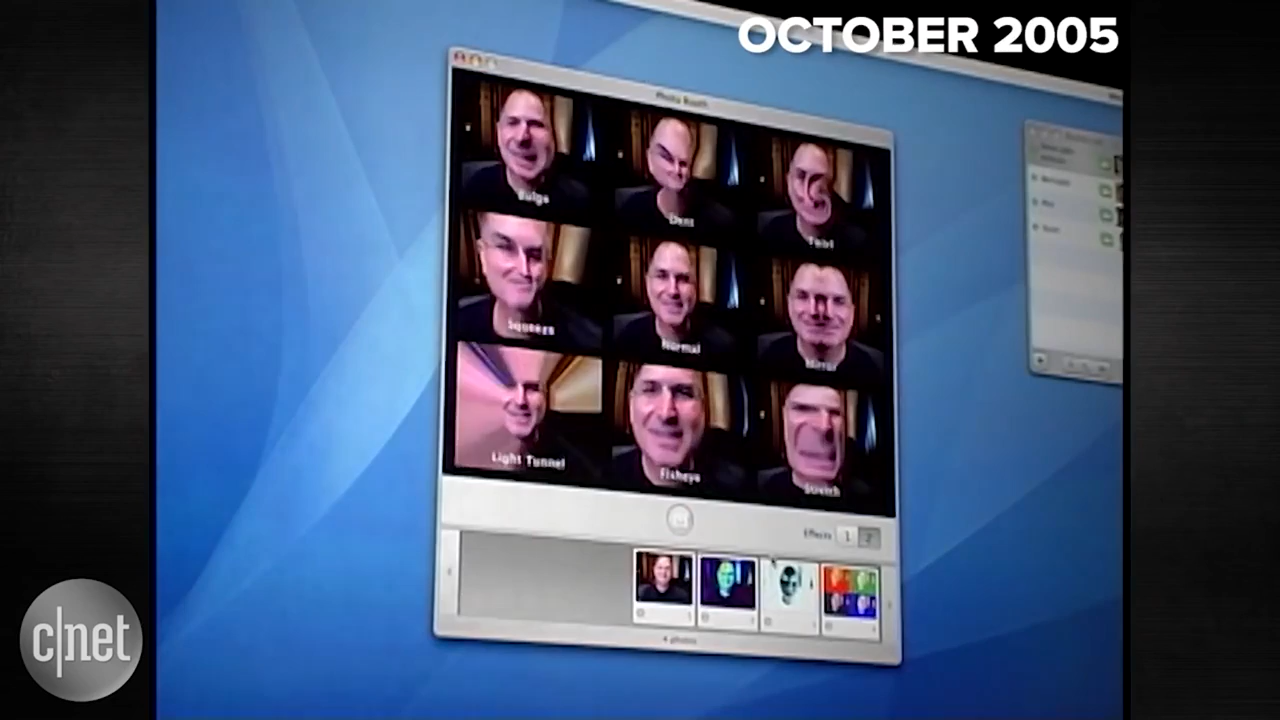 OCTOBER 2005
Photo Booth
Bulge
Dent
Twirl
Squeeze
Normal
Mirror
Light Tunnel
Fisheye
Stretch
Effects 1 2
4 photos
c|net